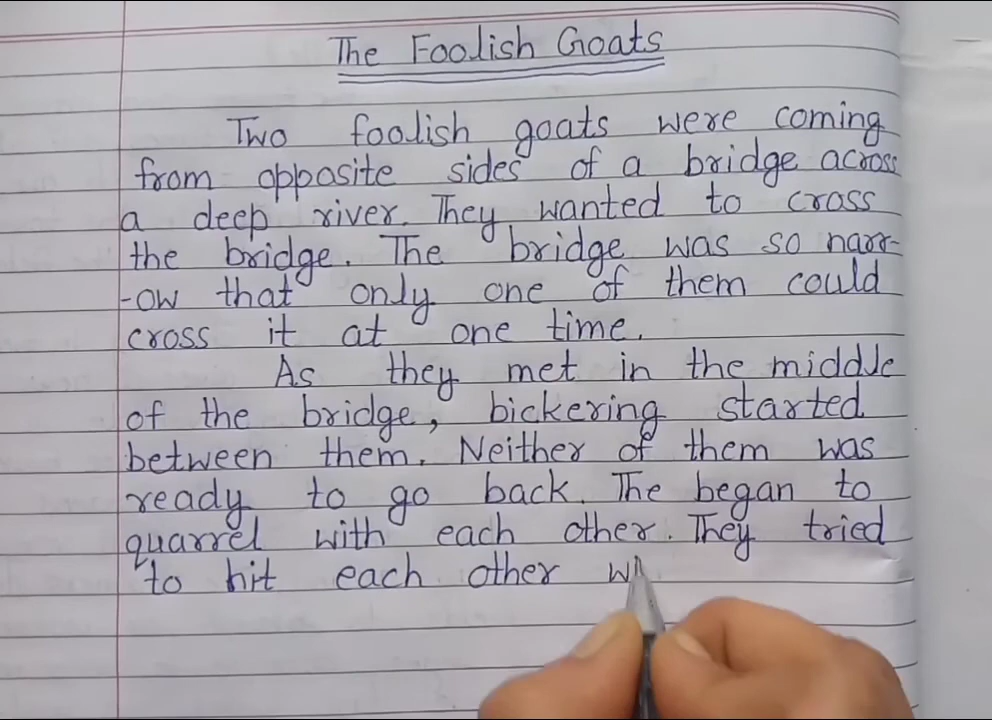 The Foolish Goats
Two foolish goats were coming
from opposite sides of a bridge across
a deep river. They wanted to cross
the bridge. The bridge was so narr-
-ow that only one of them could
cross it at one time.
As they met in the middle
of the bridge, bickering started
between them. Neither of them was
ready to go back. The began to
quarrel with each other. They tried
to hit each other